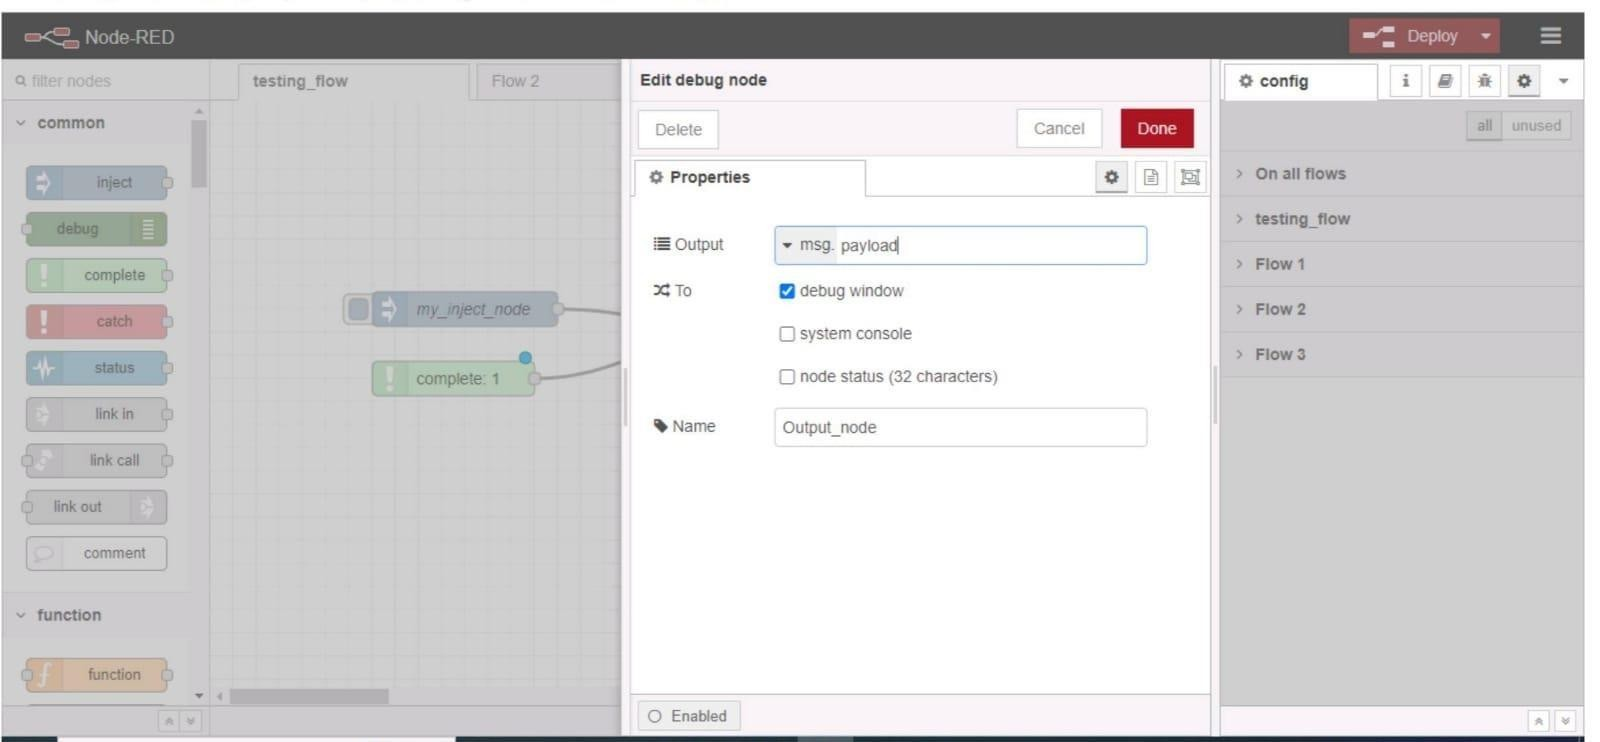 Node-RED
Deploy
filter nodes
testing_flow
Flow 2
Edit debug node
config
common
Delete
Cancel
Done
all
unused
inject
Properties
On all flows
debug
testing_flow
Output
msg. payload
complete
Flow 1
To
debug window
my_inject_node
Flow 2
catch
system console
status
complete: 1
node status (32 characters)
Flow 3
link in
Name
Output_node
link call
link out
comment
function
function
Enabled